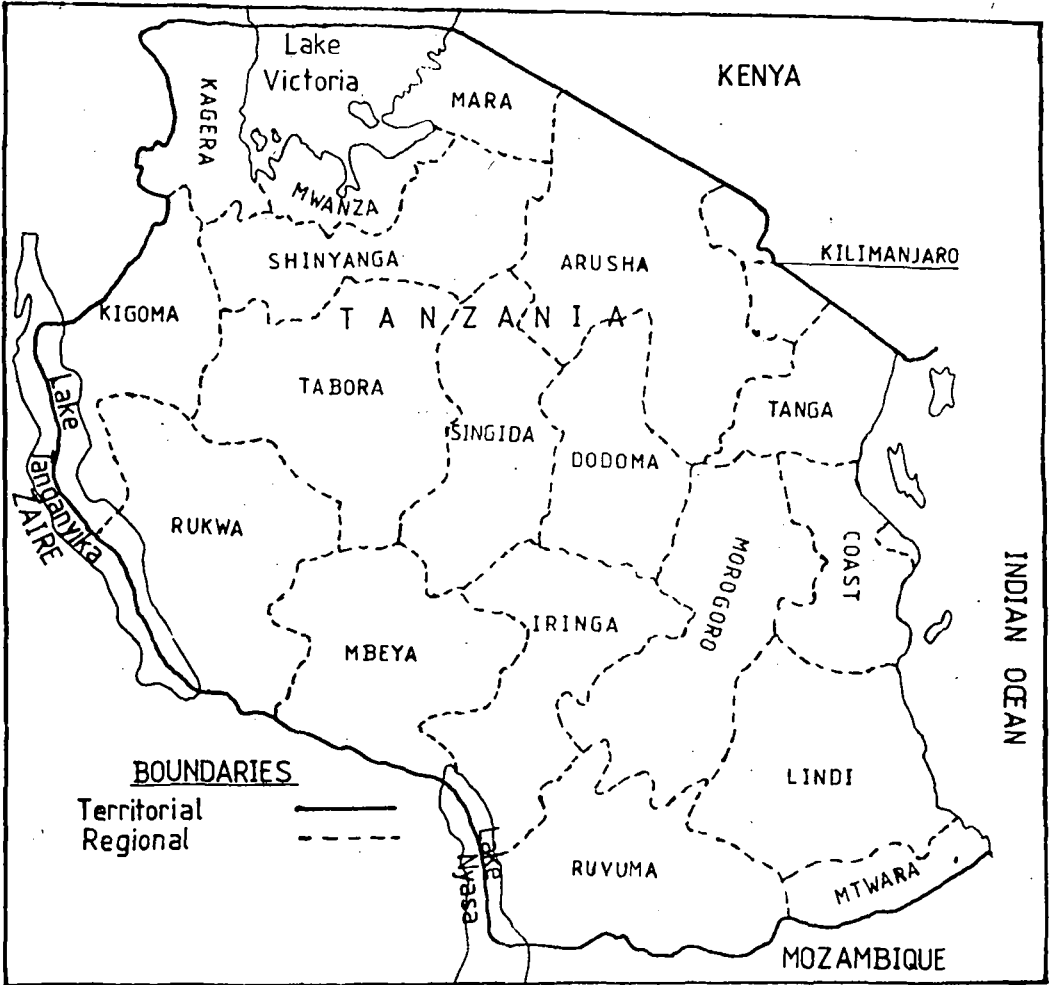 Lake
Victoria
KENYA
KAGERA
MARA
MWANZA
SHINYANGA
ARUSHA
KILIMANJARO
KIGOMA
TANZANIA
TABORA
Lake
Tanganyika
ZAIRE
SINGIDA
DODOMA
TANGA
RUKWA
MOROGORO
COAST
INDIAN OCEAN
IRINGA
MBEYA
BOUNDARIES
Territorial
Regional
LINDI
Lake
Nyasa
RUVUMA
MTWARA
MOZAMBIQUE